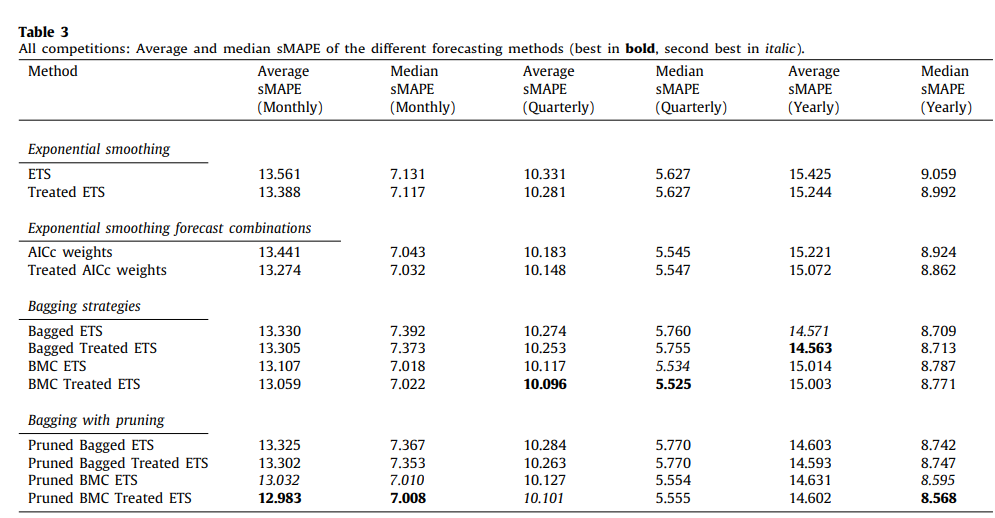 Table 3
All competitions: Average and median sMAPE of the different forecasting methods (best in bold, second best in italic).
Method Average Median Average Median Average Median
sMAPE sMAPE sMAPE sMAPE sMAPE sMAPE
(Monthly) (Monthly) (Quarterly) (Quarterly) (Yearly) (Yearly)
Exponential smoothing
ETS 13.561 7.131 10.331 5.627 15.425 9.059
Treated ETS 13.388 7.117 10.281 5.627 15.244 8.992
Exponential smoothing forecast combinations
AICc weights 13.441 7.043 10.183 5.545 15.221 8.924
Treated AICc weights 13.274 7.032 10.148 5.547 15.072 8.862
Bagging strategies
Bagged ETS 13.330 7.392 10.274 5.760 14.571 8.709
Bagged Treated ETS 13.305 7.373 10.253 5.755 14.563 8.713
BMC ETS 13.107 7.018 10.117 5.534 15.014 8.787
BMC Treated ETS 13.059 7.022 10.096 5.525 15.003 8.771
Bagging with pruning
Pruned Bagged ETS 13.325 7.367 10.284 5.770 14.603 8.742
Pruned Bagged Treated ETS 13.302 7.353 10.263 5.770 14.593 8.747
Pruned BMC ETS 13.032 7.010 10.127 5.554 14.631 8.595
Pruned BMC Treated ETS 12.983 7.008 10.101 5.555 14.602 8.568